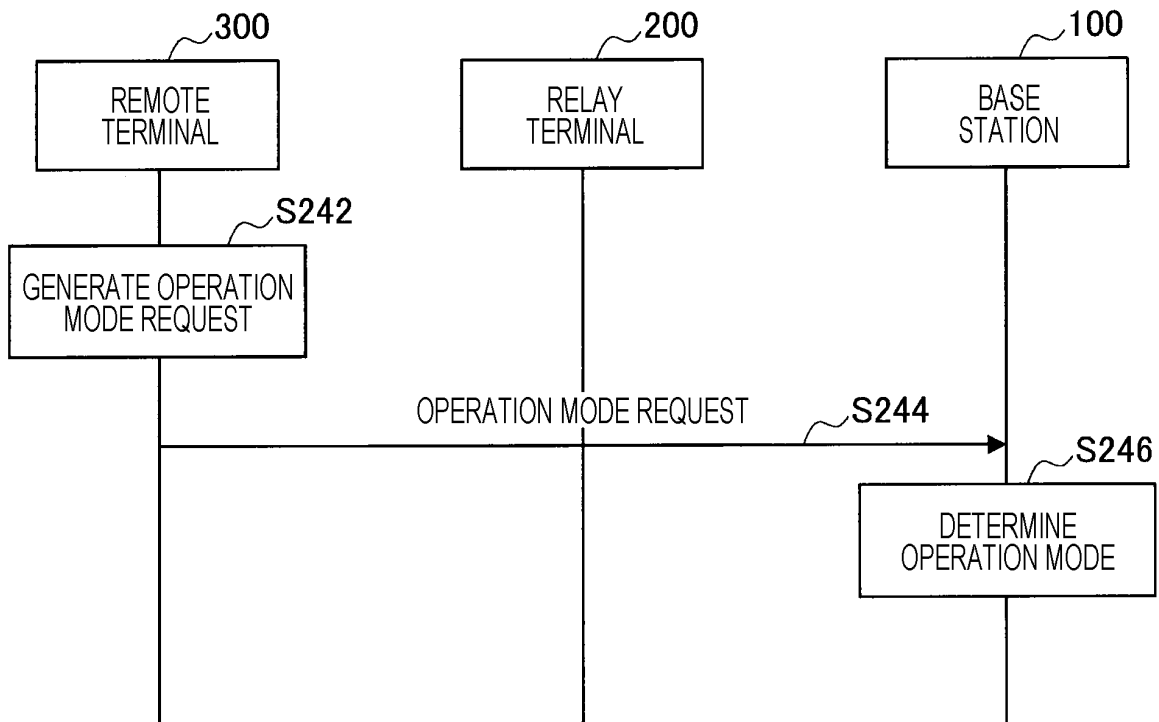 300
200
100
REMOTE
TERMINAL
RELAY
TERMINAL
BASE
STATION
S242
GENERATE OPERATION
MODE REQUEST
OPERATION MODE REQUEST
S244
S246
DETERMINE
OPERATION MODE